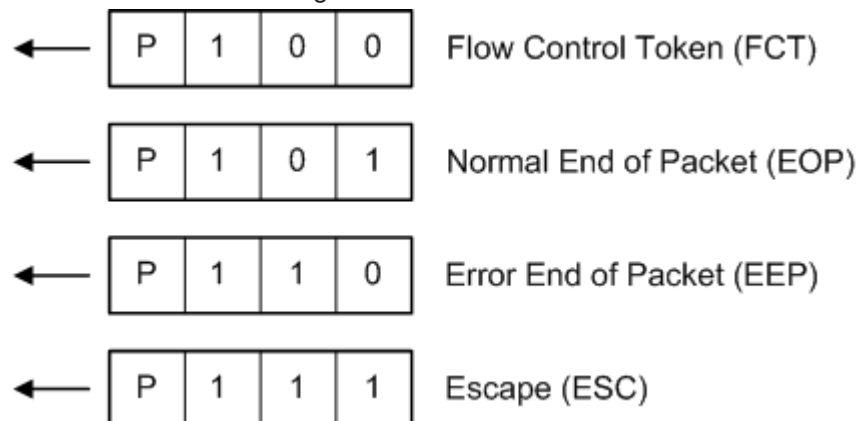 P 1 0 0 Flow Control Token (FCT)
P 1 0 1 Normal End of Packet (EOP)
P 1 1 0 Error End of Packet (EEP)
P 1 1 1 Escape (ESC)